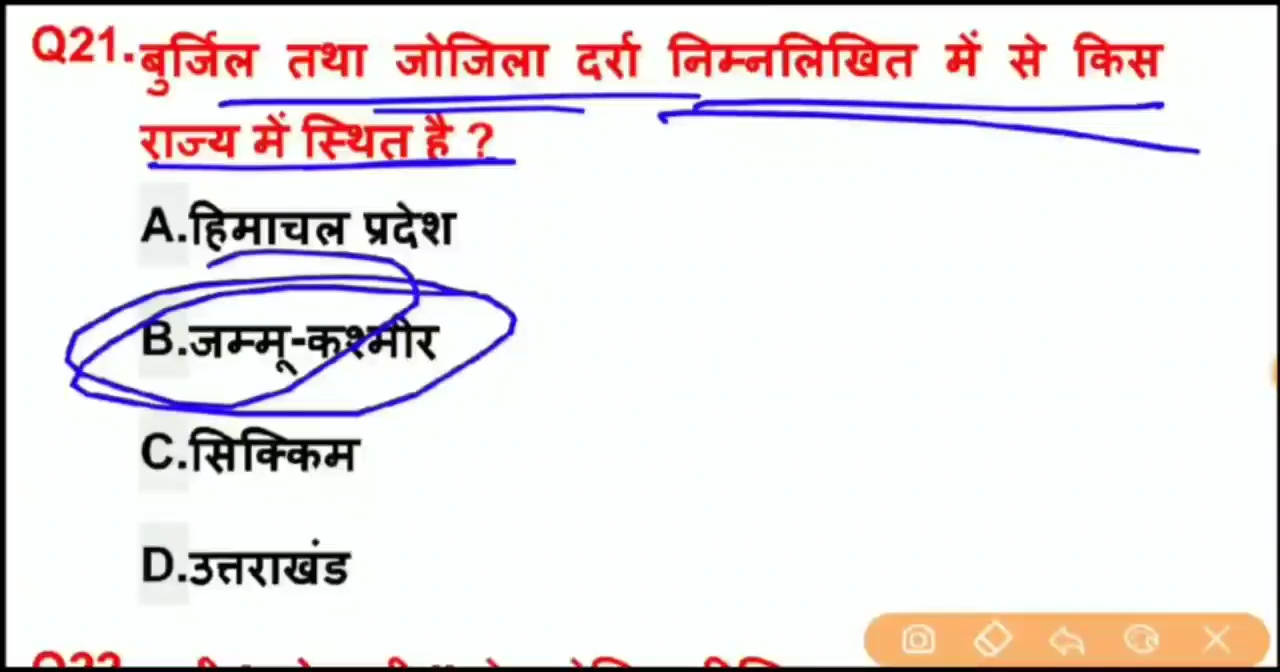 Q21. बुर्जिल तथा जोजिला दर्रा निम्नलिखित में से किस
राज्य में स्थित है ?
A.हिमाचल प्रदेश
B.जम्मू-कश्मीर
C.सिक्किम
D.उत्तराखंड